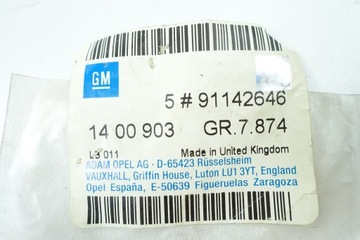 GM
5 # 91142646
14 00 903 GR.7.874
L3 011 Made in United Kingdom
ADAM OPEL AG · D-65423 Rüsselsheim
VAUXHALL, Griffin House, Luton LU1 3YT, England
Opel España, E-50639 Figueruelas Zaragoza